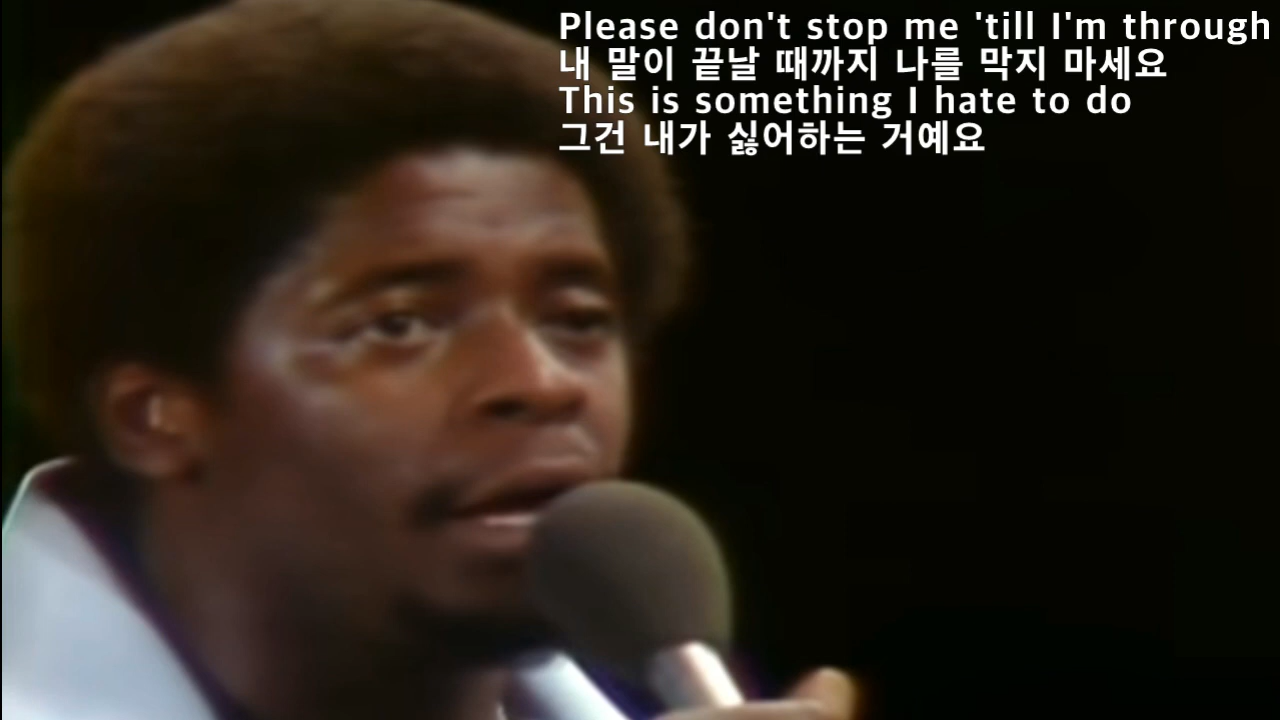 Please don't stop me 'till I'm through
내 말이 끝날 때까지 나를 막지 마세요
This is something I hate to do
그건 내가 싫어하는 거예요